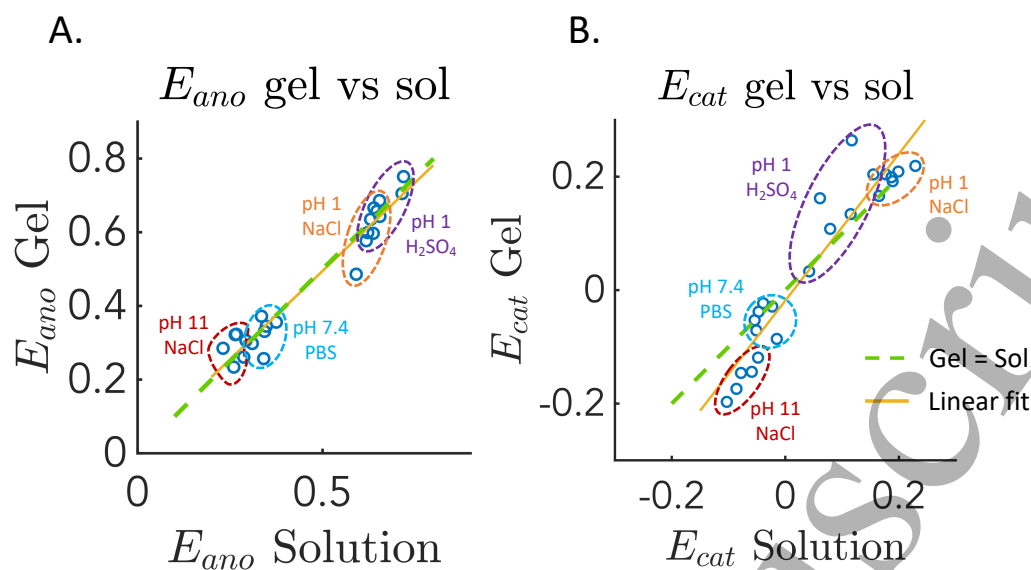 A.
E_ano gel vs sol
0.8
0.6
0.4
0.2
0
0
0.5
E_ano Gel
E_ano Solution
pH 1
NaCl
pH 1
H₂SO₄
pH 11
NaCl
pH 7.4
PBS
B.
E_cat gel vs sol
0.2
0
-0.2
-0.2
0
0.2
E_cat Gel
E_cat Solution
pH 1
H₂SO₄
pH 1
NaCl
pH 7.4
PBS
pH 11
NaCl
Gel = Sol
Linear fit